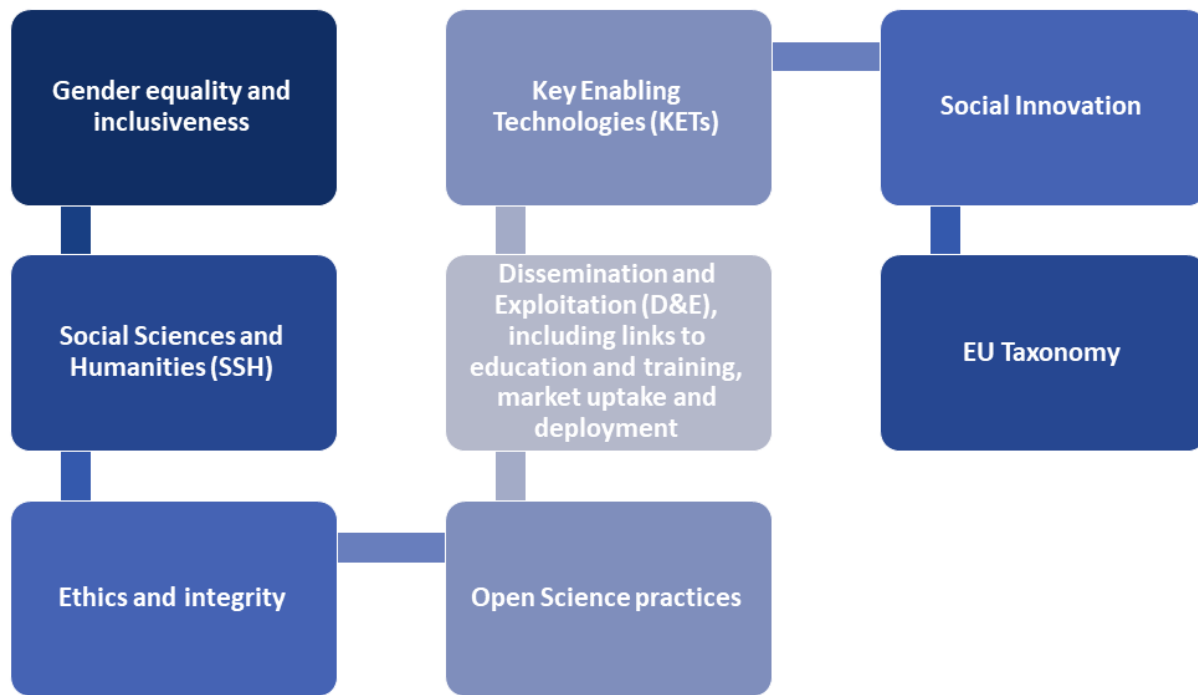 Gender equality and
inclusiveness
Social Sciences and
Humanities (SSH)
Ethics and integrity
Open Science practices
Dissemination and
Exploitation (D&E),
including links to
education and training,
market uptake and
deployment
Key Enabling
Technologies (KETs)
Social Innovation
EU Taxonomy